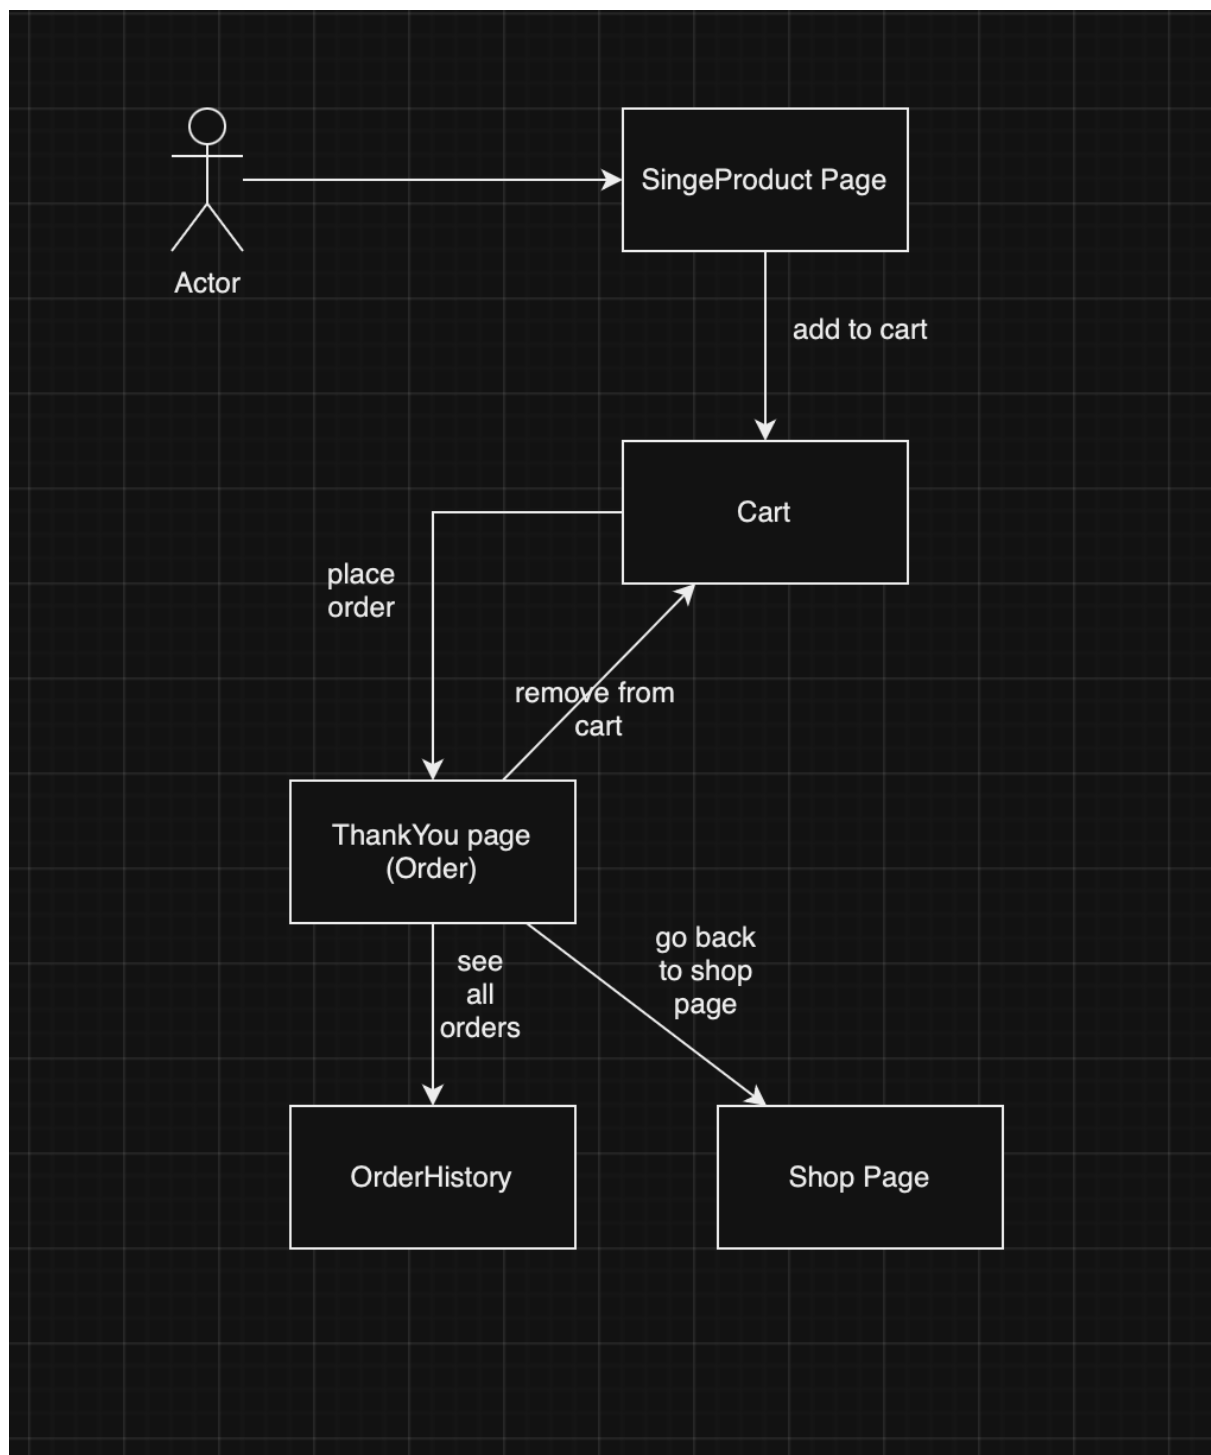 SingeProduct Page
Actor
add to cart
Cart
place
order
remove from
cart
ThankYou page
(Order)
see
all
orders
go back
to shop
page
OrderHistory
Shop Page